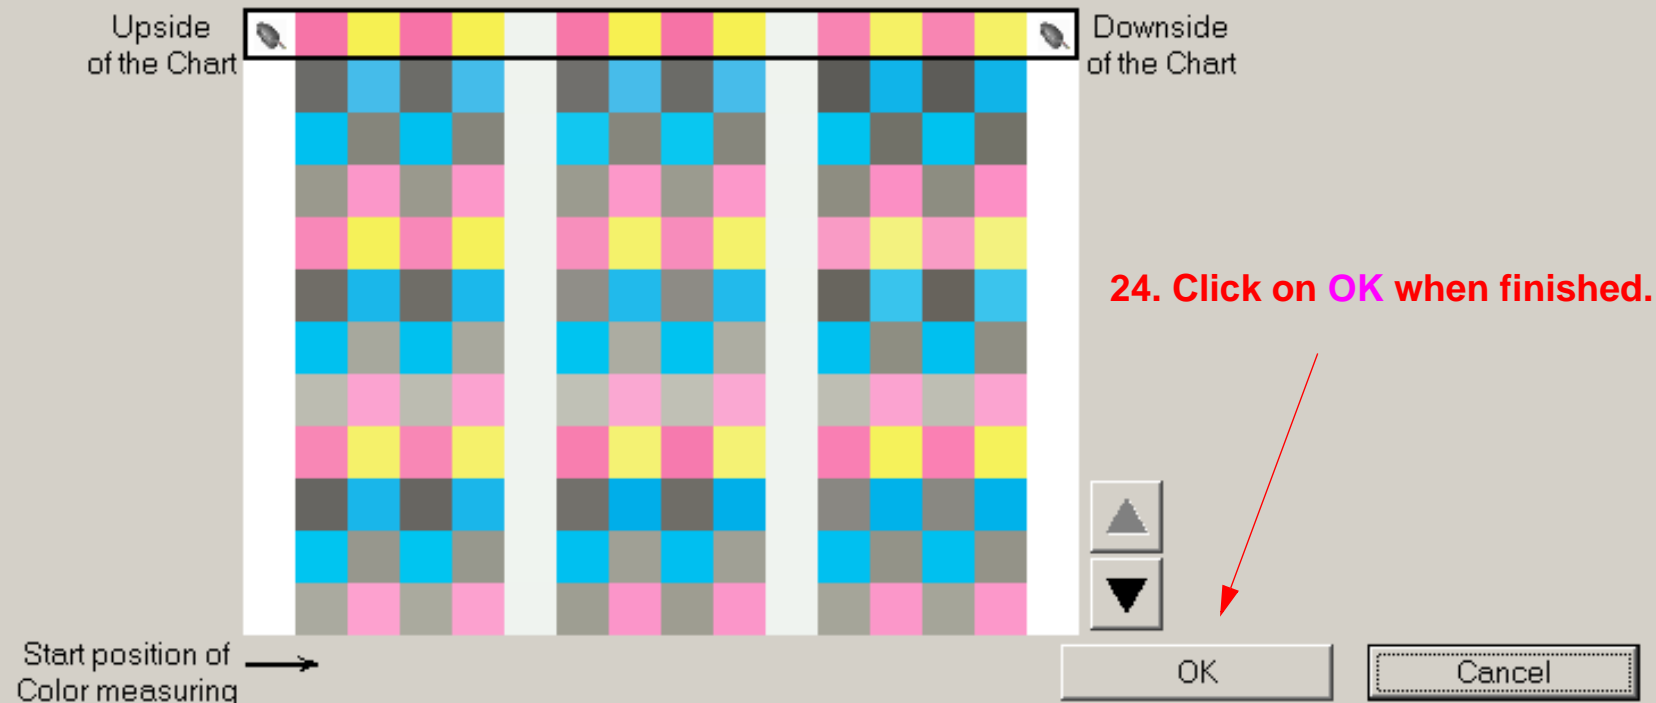 Upside
of the Chart
Downside
of the Chart
24. Click on OK when finished.
Start position of
Color measuring
OK
Cancel